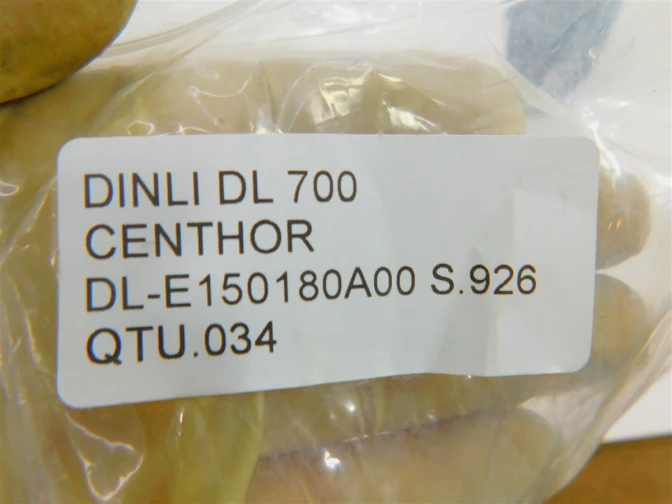 DINLI DL 700
CENTHOR
DL-E150180A00 S.926
QTU.034